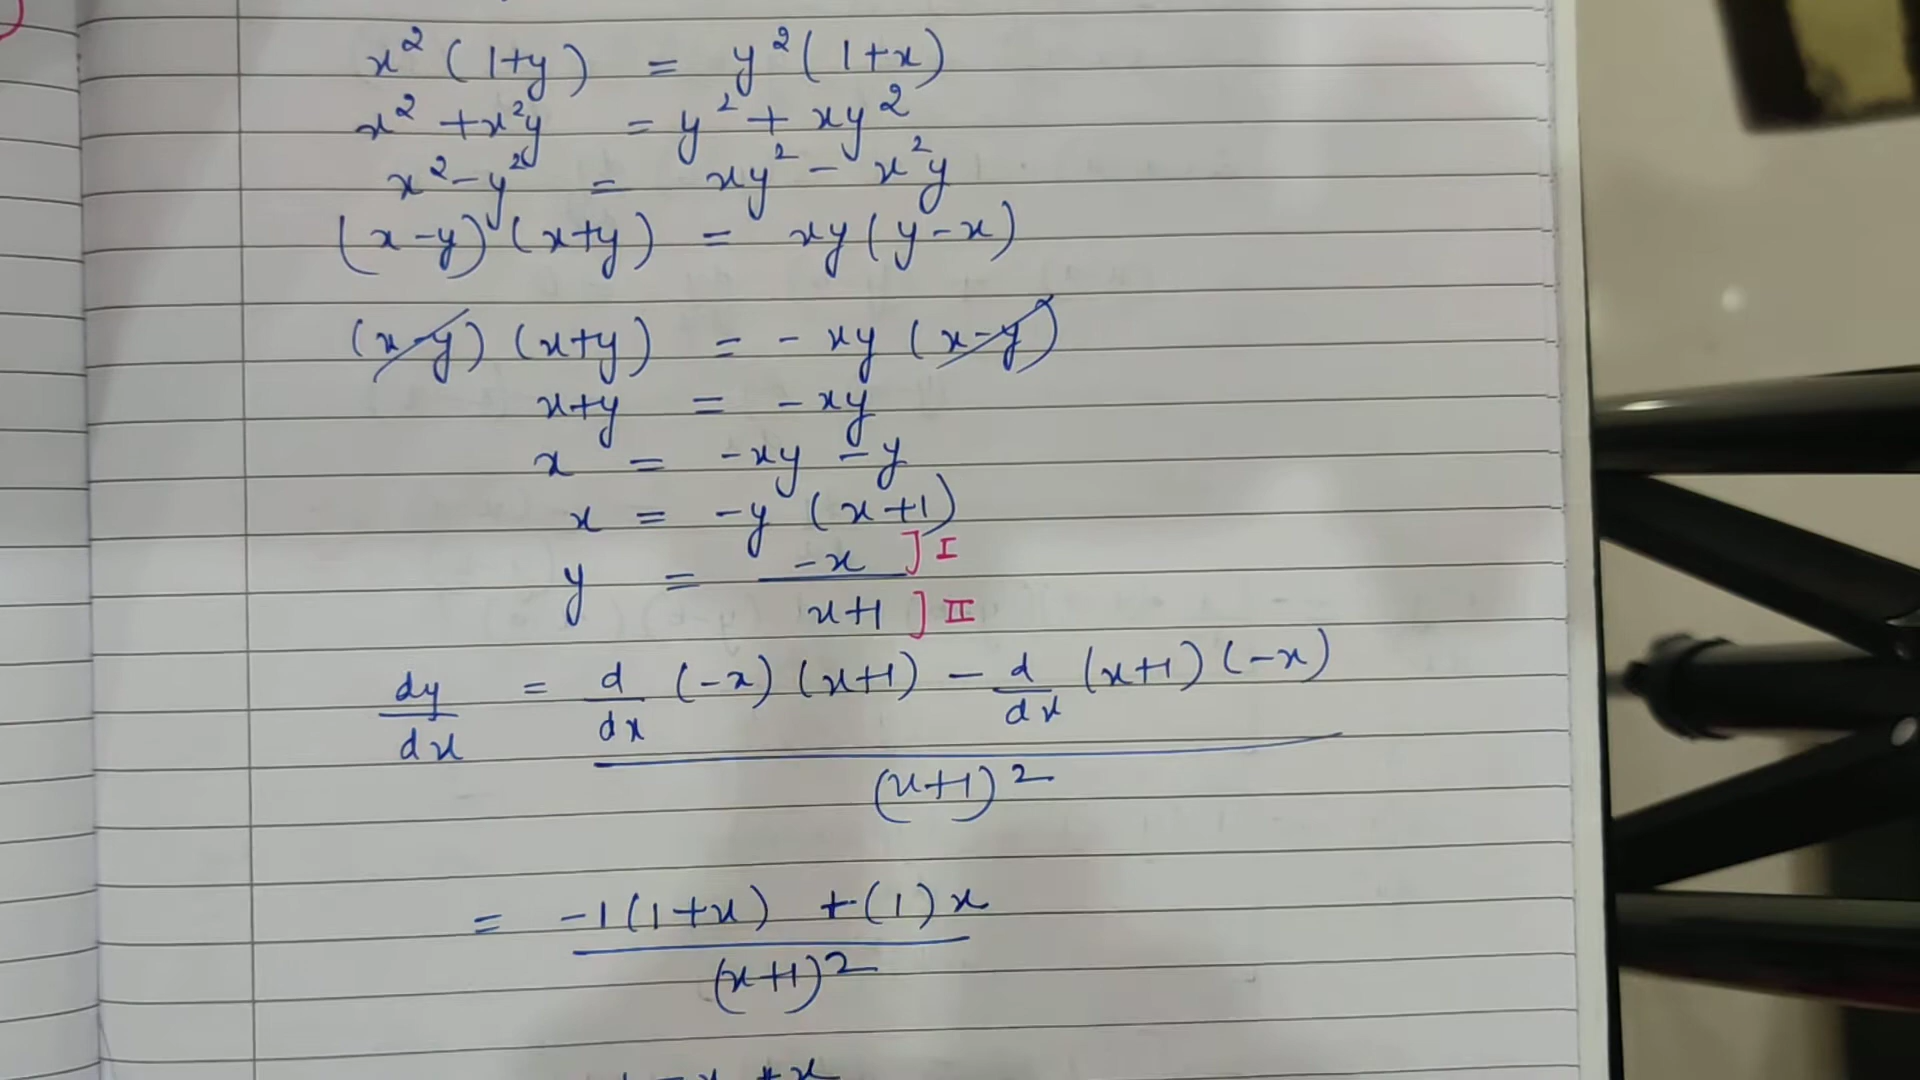 x² (1+y) = y² (1+x)
x² + x²y = y² + xy²
x² - y² = xy² - x²y
(x-y) (x+y) = xy (y-x)
(x-y) (x+y) = - xy (x-y)
x+y = - xy
x = -xy - y
x = -y (x+1)
y = -x ] I
x+1 ] II
dy/dx = d/dx (-x) (x+1) - d/dx (x+1) (-x)
(x+1)²
= -1(1+x) + (1) x
(x+1)²